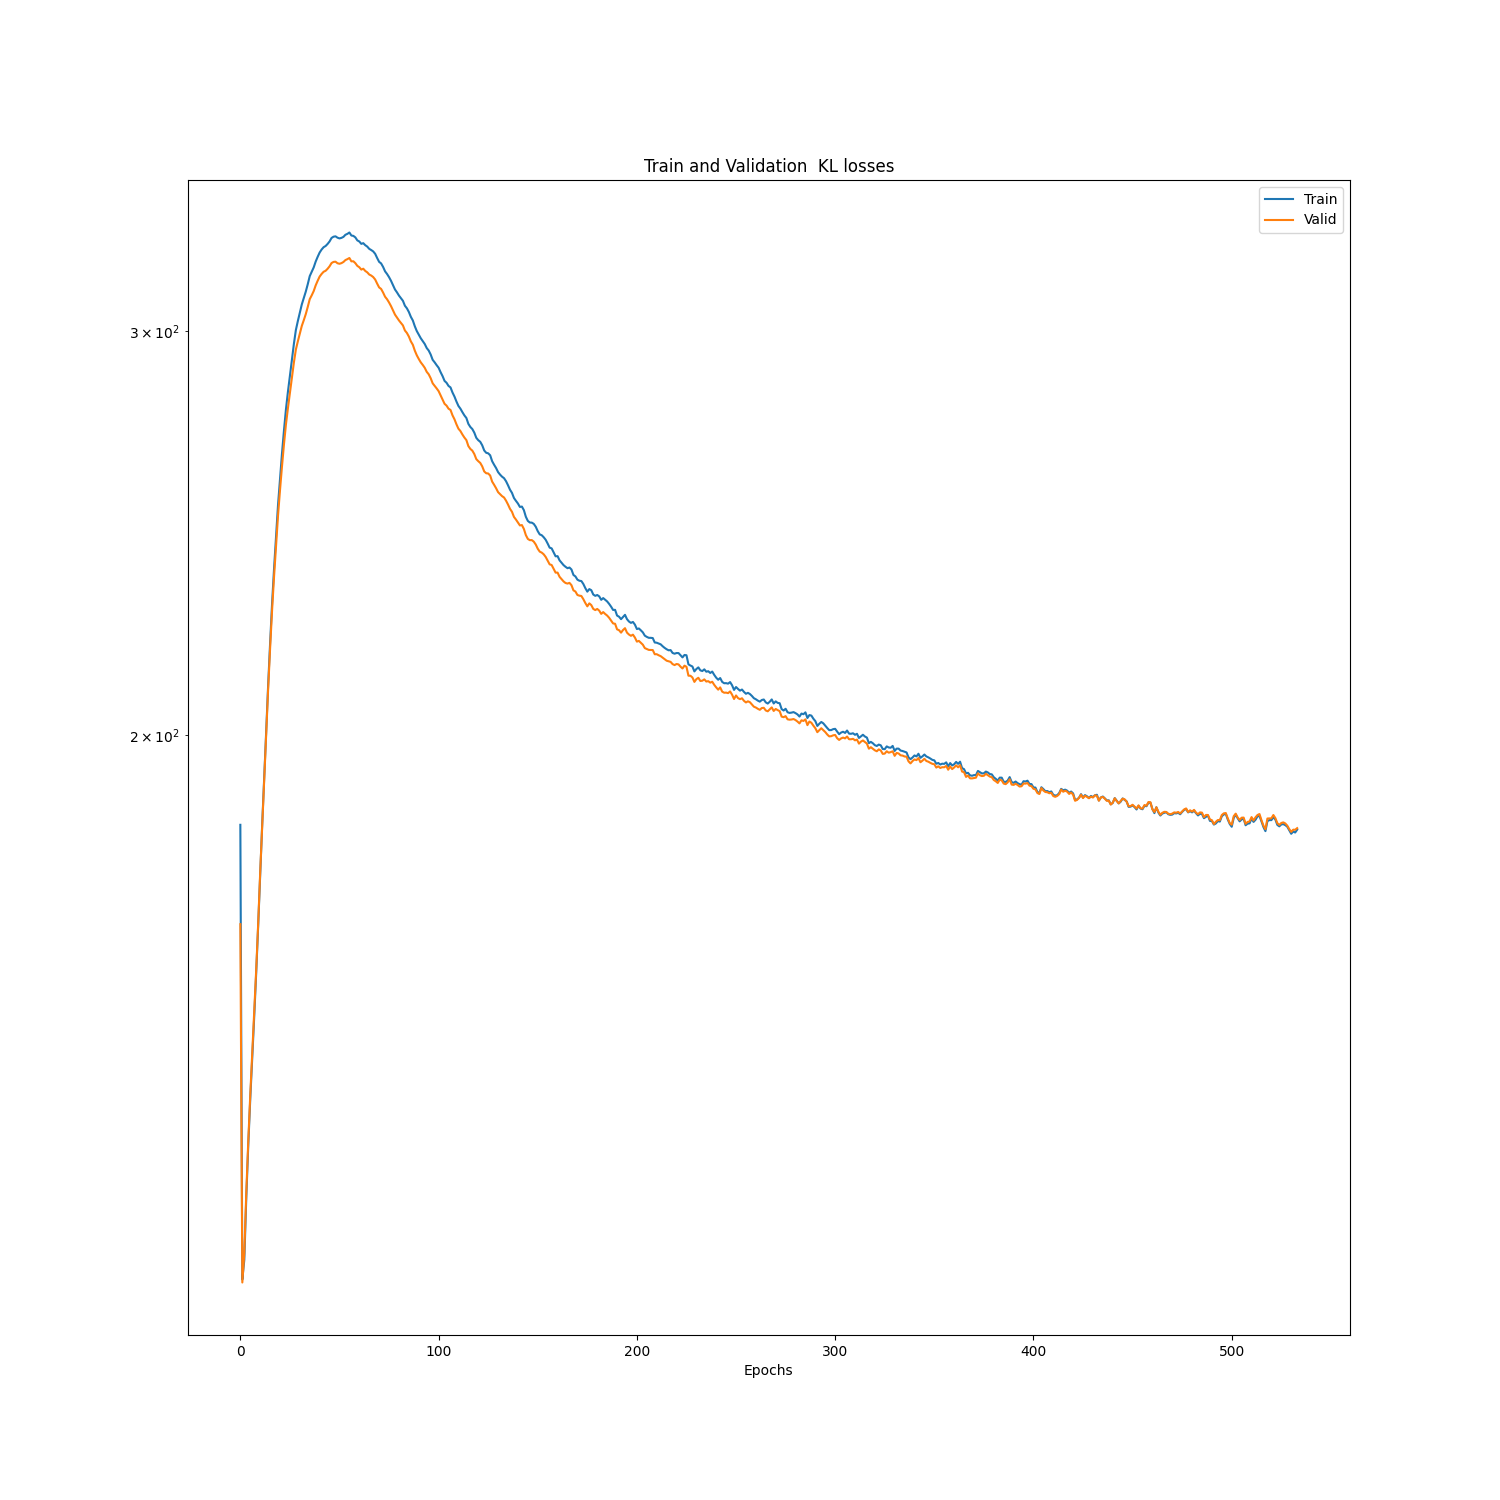 Train and Validation  KL losses
Train
Valid
3 × 10²
2 × 10²
0 100 200 300 400 500
Epochs